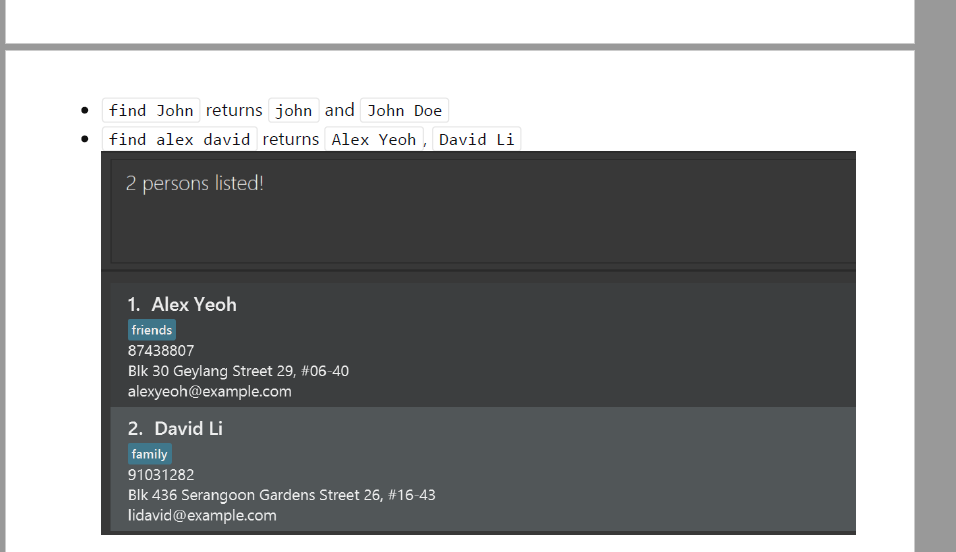 • find John returns john and John Doe
• find alex david returns Alex Yeoh, David Li
2 persons listed!
1. Alex Yeoh
friends
87438807
Blk 30 Geylang Street 29, #06-40
alexyeoh@example.com
2. David Li
family
91031282
Blk 436 Serangoon Gardens Street 26, #16-43
lidavid@example.com